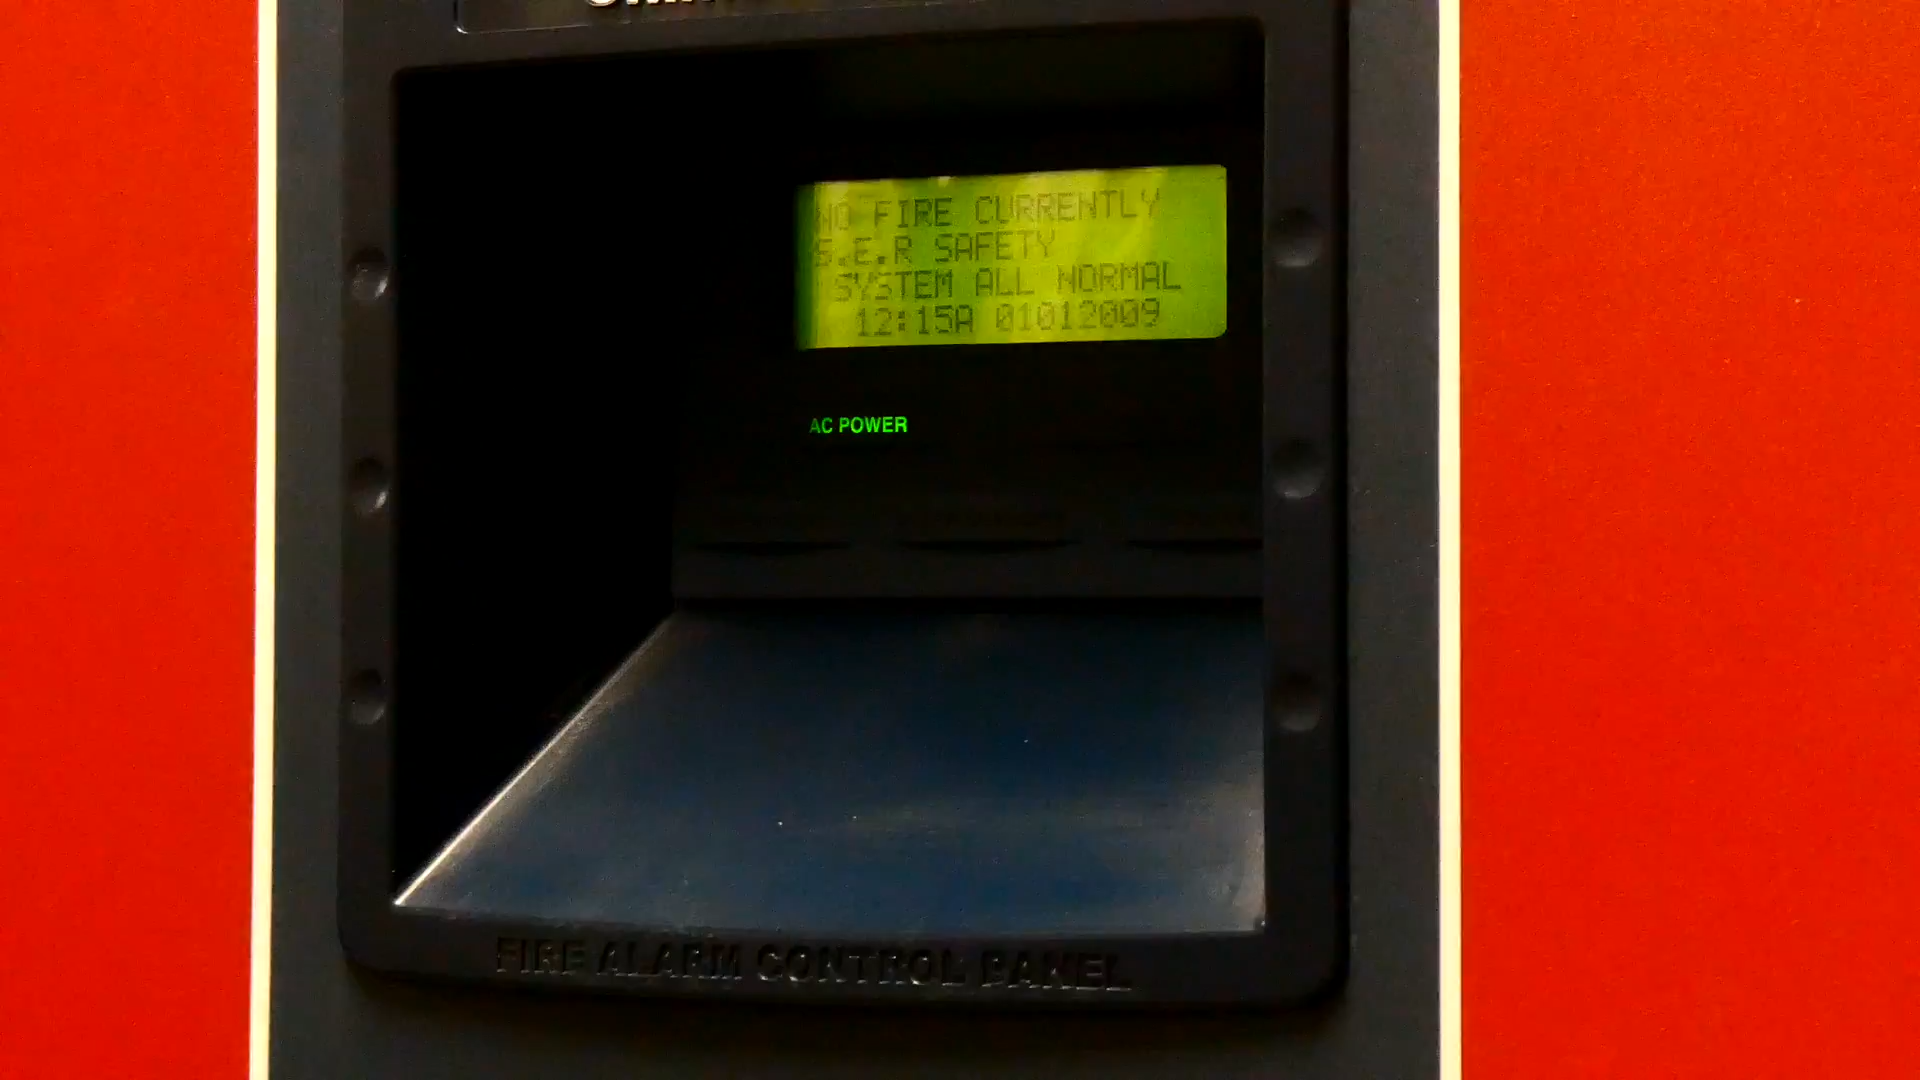 NO FIRE CURRENTLY
S.E.R SAFETY
SYSTEM ALL NORMAL
12:15A 01012009
AC POWER
FIRE ALARM CONTROL PANEL